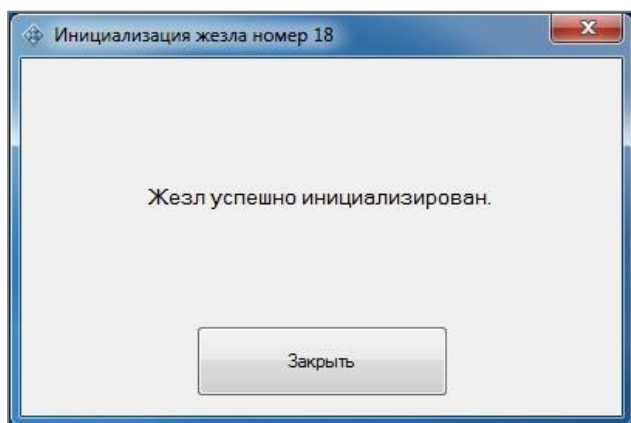 Инициализация жезла номер 18
Жезл успешно инициализирован.
Закрыть